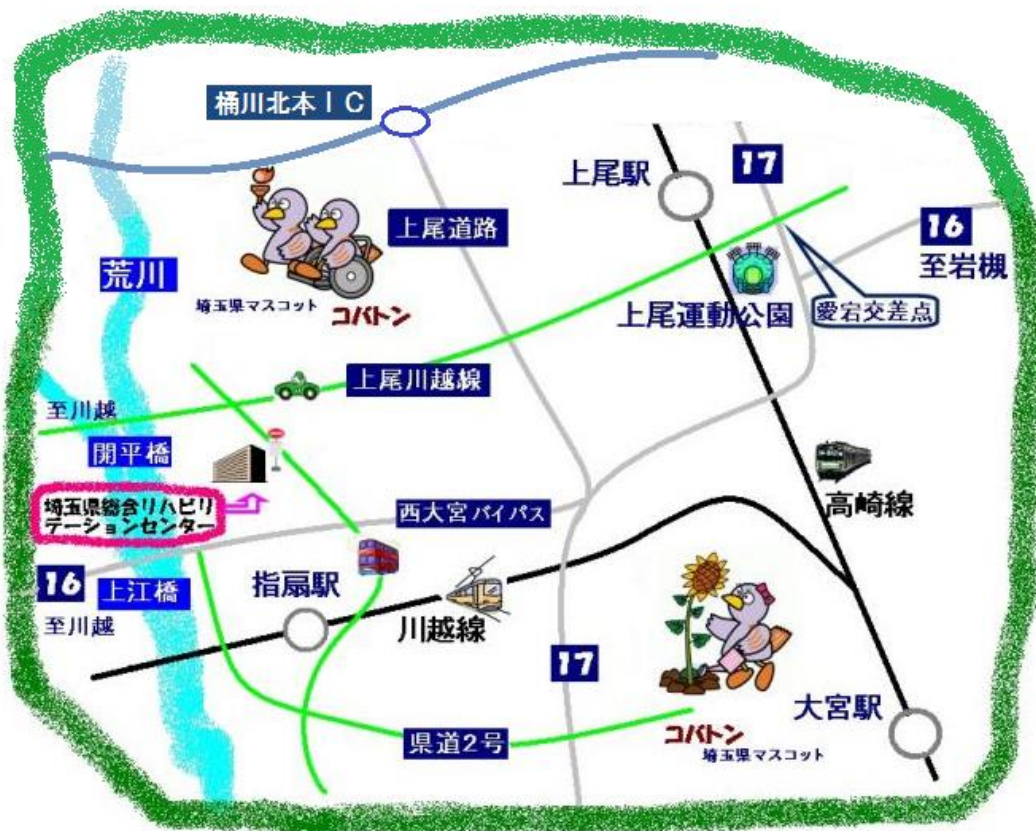 桶川北本IC
上尾駅
17
上尾道路
16
至岩槻
荒川
埼玉県マスコット
コバトン
上尾運動公園
愛宕交差点
上尾川越線
至川越
開平橋
埼玉県総合リハビリ
テーションセンター
西大宮バイパス
高崎線
16
上江橋
至川越
指扇駅
川越線
17
大宮駅
県道2号
コバトン
埼玉県マスコット